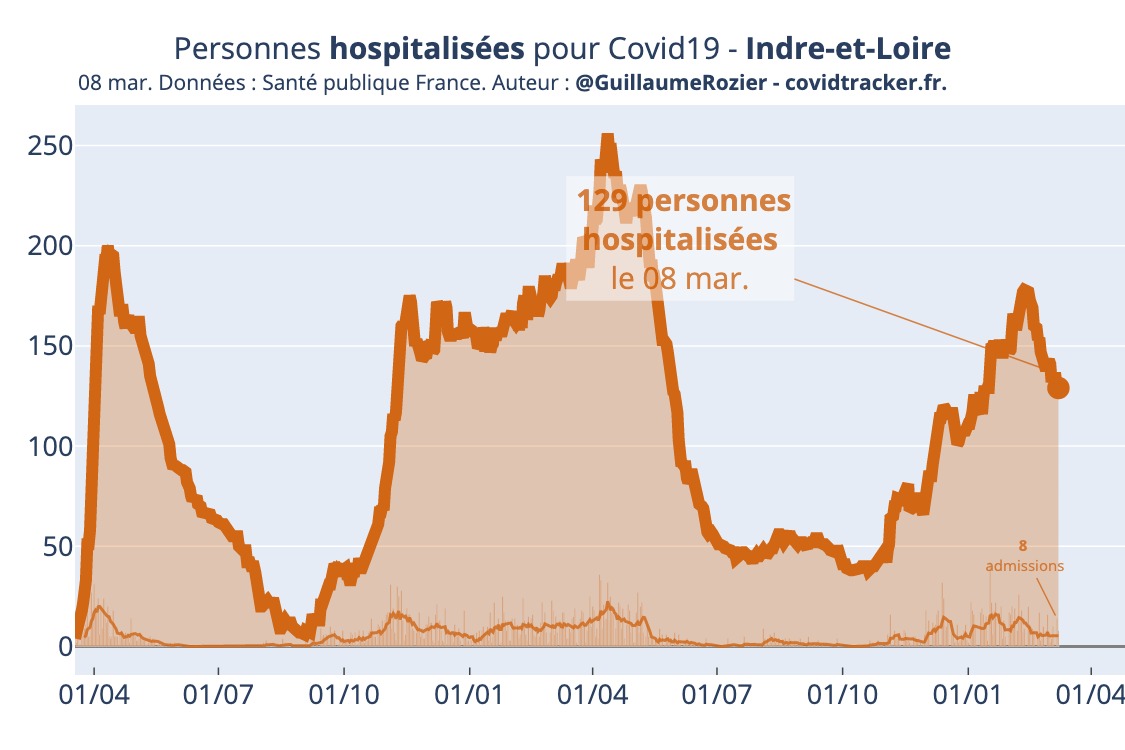 Personnes hospitalisées pour Covid19 - Indre-et-Loire
08 mar. Données : Santé publique France. Auteur : @GuillaumeRozier - covidtracker.fr.
250
129 personnes
hospitalisées
le 08 mar.
200
150
100
50
8
admissions
0
01/04 01/07 01/10 01/01 01/04 01/07 01/10 01/01 01/04